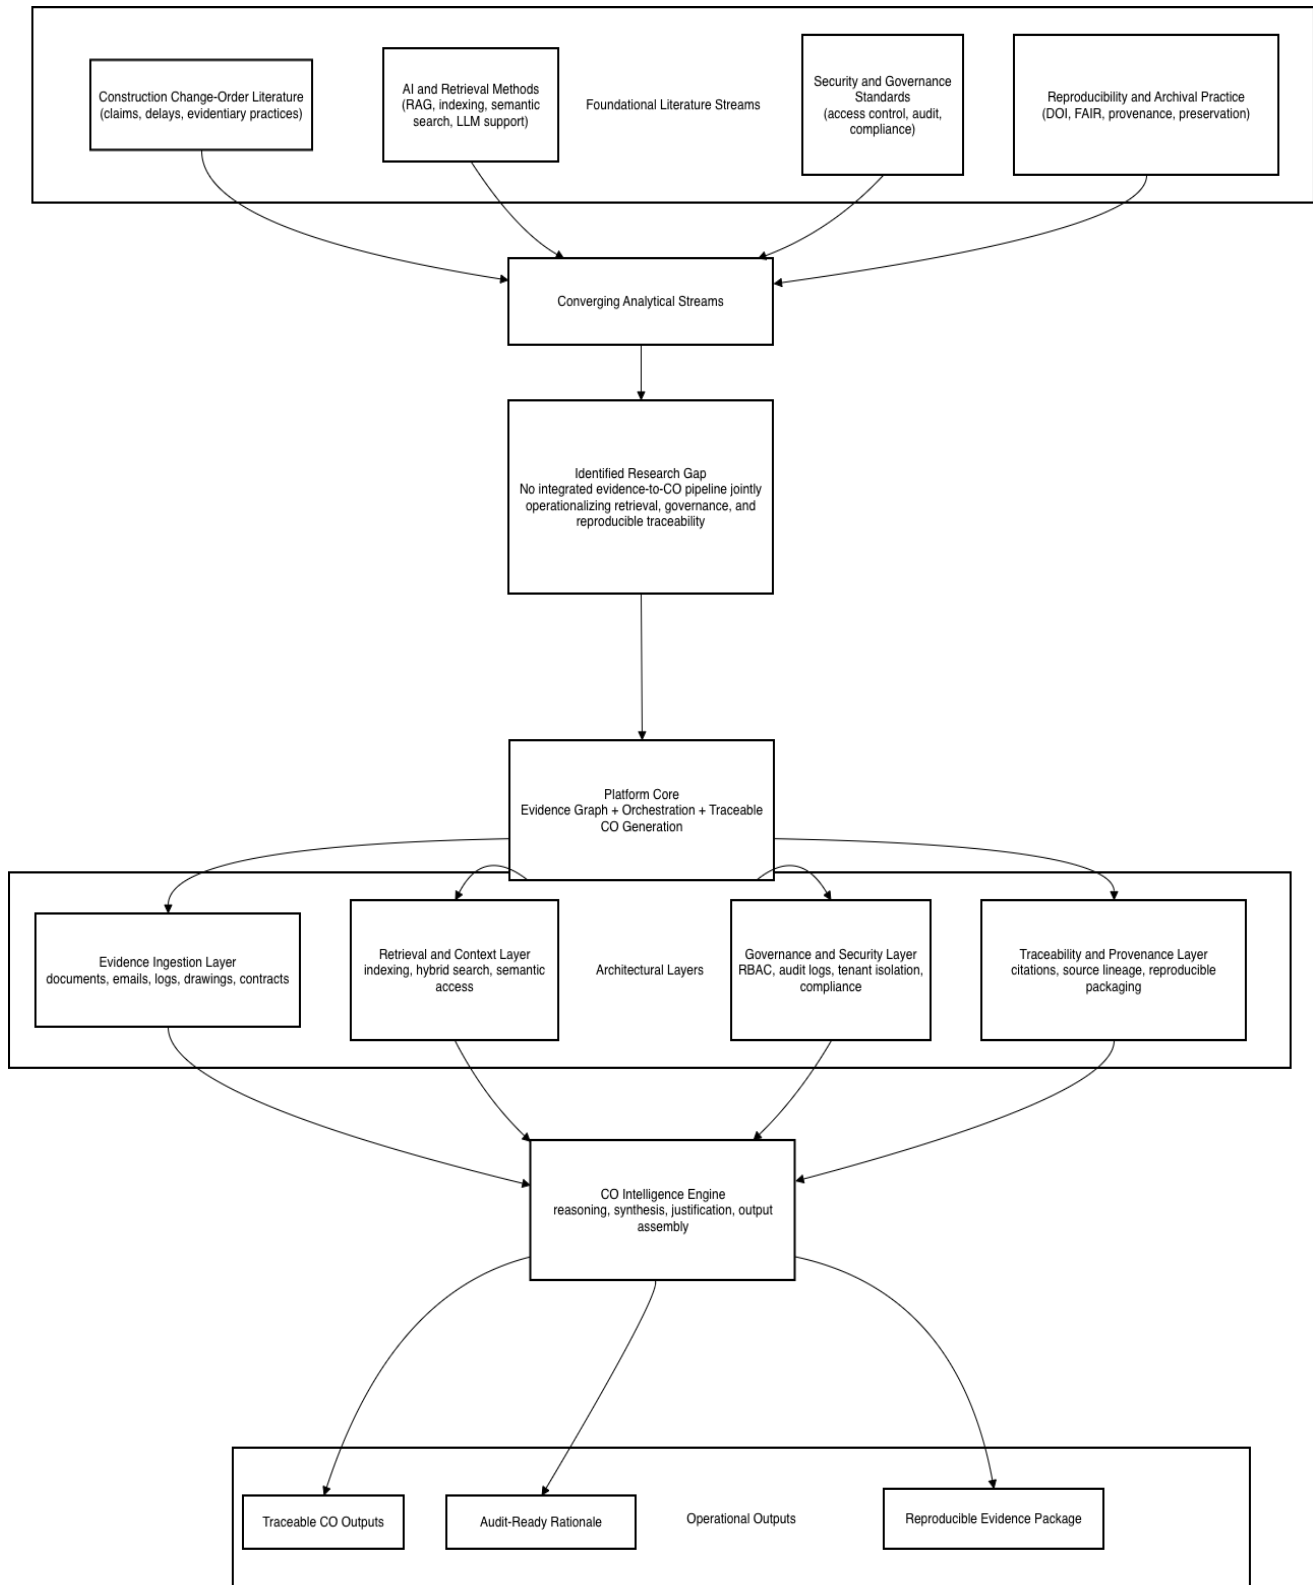 Construction Change-Order Literature
(claims, delays, evidentiary practices)
AI and Retrieval Methods
(RAG, indexing, semantic
search, LLM support)
Foundational Literature Streams
Security and Governance
Standards
(access control, audit,
compliance)
Reproducibility and Archival Practice
(DOI, FAIR, provenance, preservation)
Converging Analytical Streams
Identified Research Gap
No integrated evidence-to-CO pipeline jointly
operationalizing retrieval, governance, and
reproducible traceability
Platform Core
Evidence Graph + Orchestration + Traceable
CO Generation
Evidence Ingestion Layer
documents, emails, logs, drawings, contracts
Retrieval and Context Layer
indexing, hybrid search, semantic
access
Architectural Layers
Governance and Security Layer
RBAC, audit logs, tenant isolation,
compliance
Traceability and Provenance Layer
citations, source lineage, reproducible
packaging
CO Intelligence Engine
reasoning, synthesis, justification, output
assembly
Traceable CO Outputs
Audit-Ready Rationale
Operational Outputs
Reproducible Evidence Package